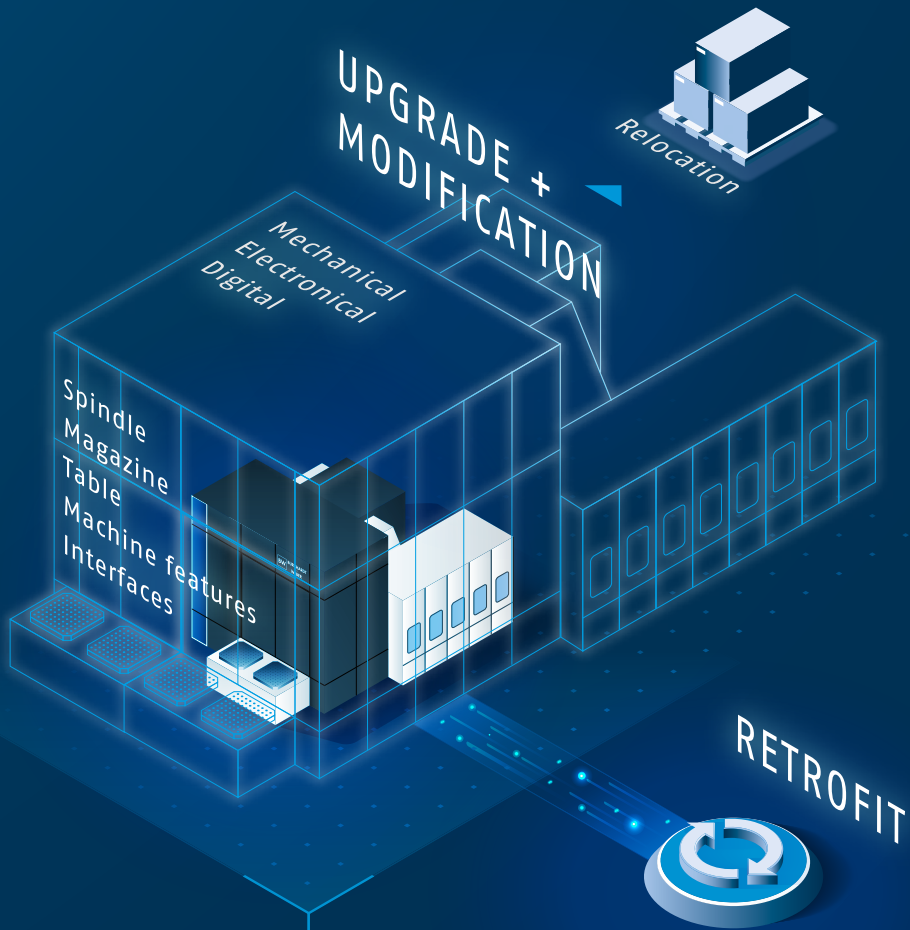 UPGRADE +
MODIFICATION
Relocation
Mechanical
Electronical
Digital
Spindle
Magazine
Table
Machine features
Interfaces
RETROFIT